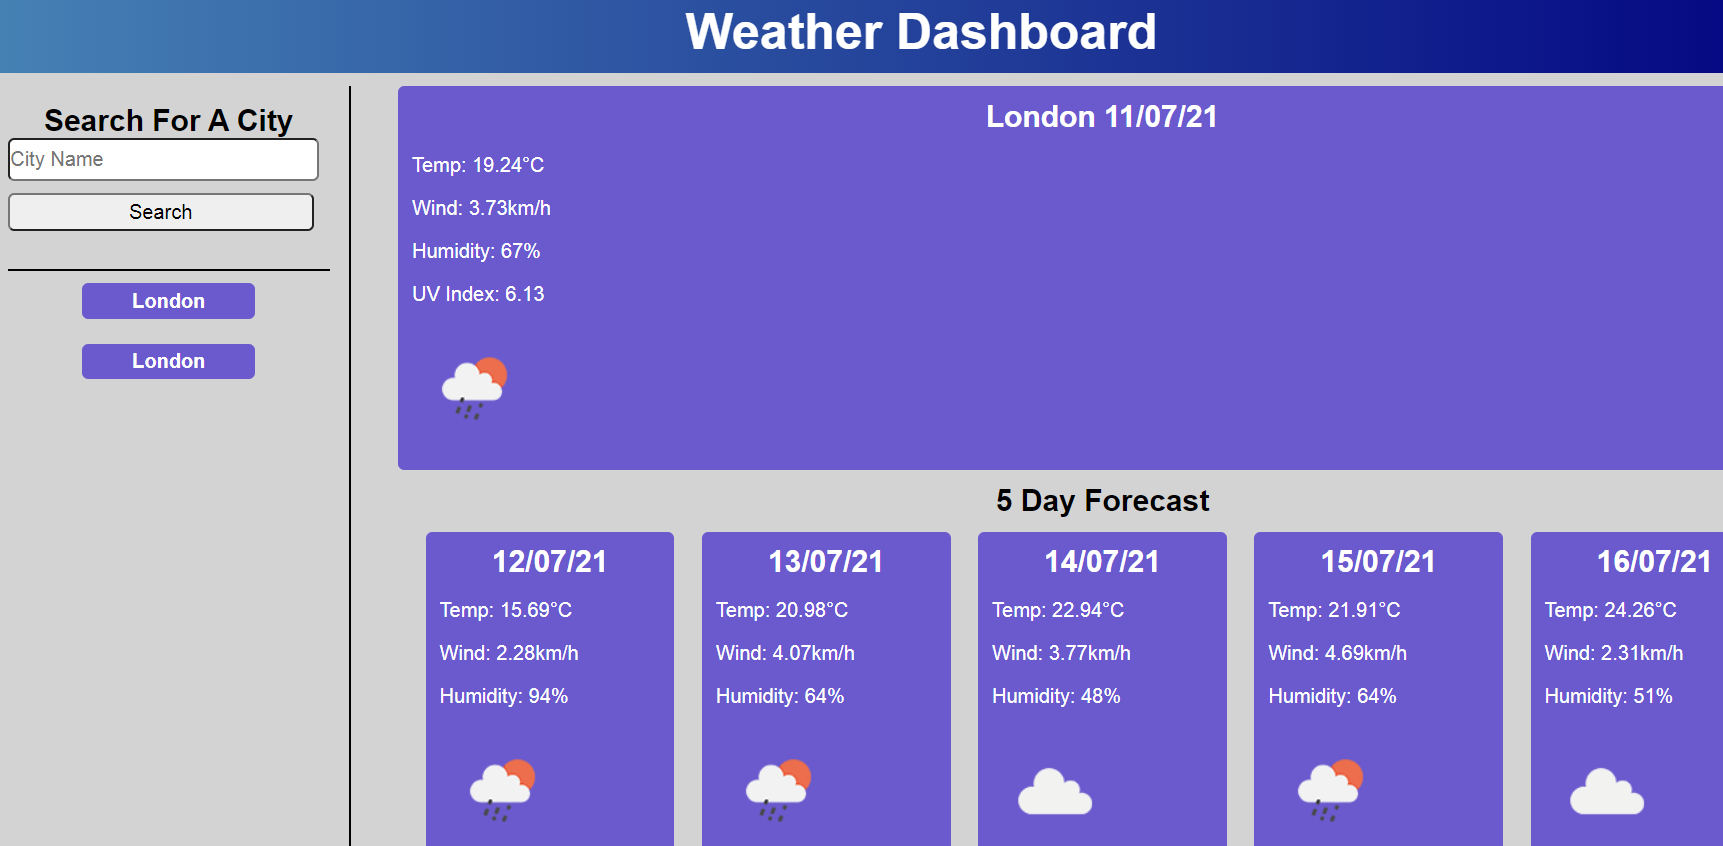 Weather Dashboard
Search For A City
City Name
Search
London
London
London 11/07/21
Temp: 19.24°C
Wind: 3.73km/h
Humidity: 67%
UV Index: 6.13
5 Day Forecast
12/07/21
Temp: 15.69°C
Wind: 2.28km/h
Humidity: 94%
13/07/21
Temp: 20.98°C
Wind: 4.07km/h
Humidity: 64%
14/07/21
Temp: 22.94°C
Wind: 3.77km/h
Humidity: 48%
15/07/21
Temp: 21.91°C
Wind: 4.69km/h
Humidity: 64%
16/07/21
Temp: 24.26°C
Wind: 2.31km/h
Humidity: 51%